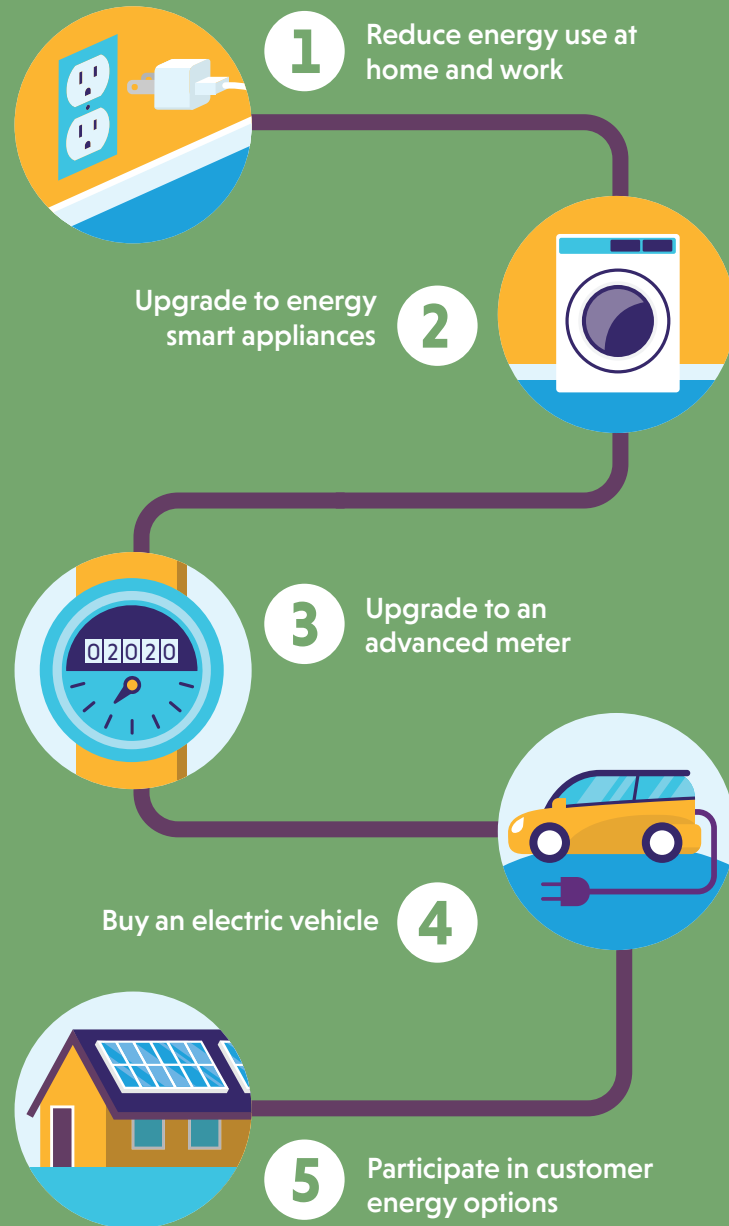 1
Reduce energy use at
home and work
Upgrade to energy
smart appliances
2
02020
3
Upgrade to an
advanced meter
Buy an electric vehicle
4
5
Participate in customer
energy options